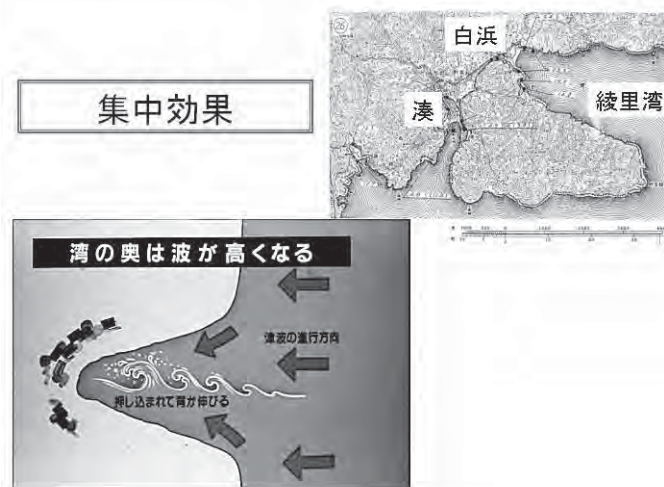 集中効果
白浜
湊
綾里湾
湾の奥は波が高くなる
津波の進行方向
押し込まれて背が伸びる